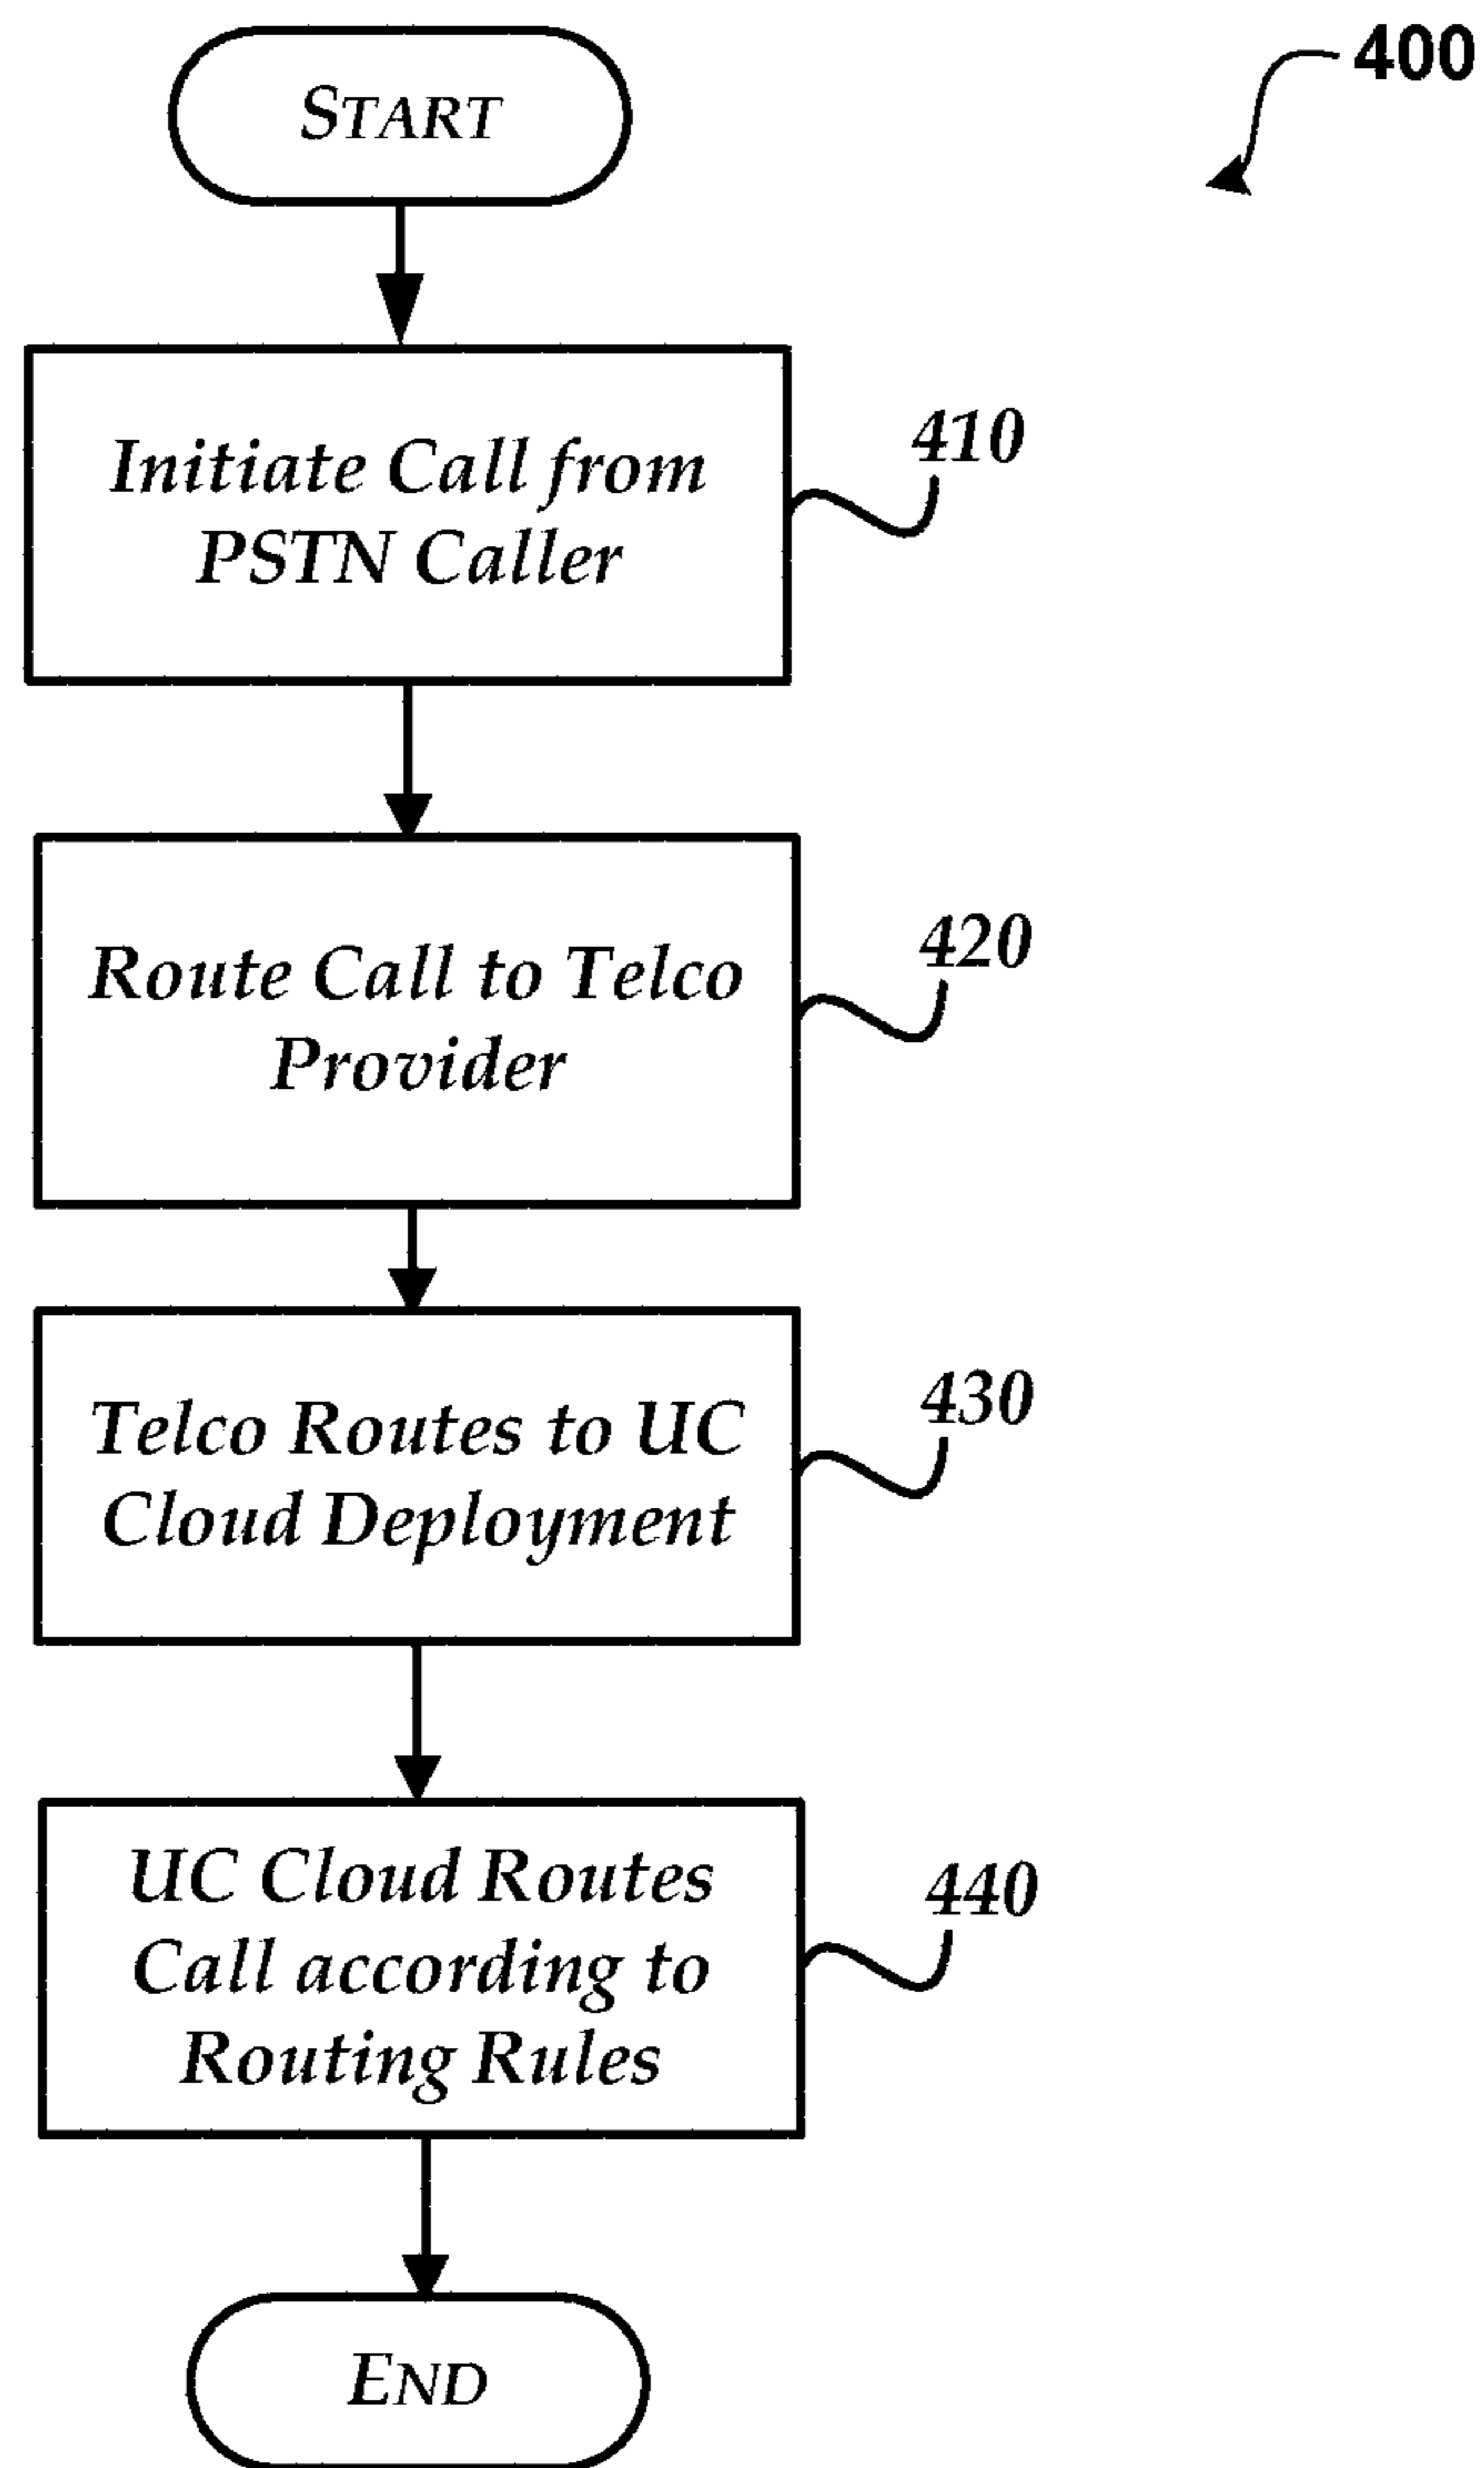 START
400
Initiate Call from
PSTN Caller
410
Route Call to Telco
Provider
420
Telco Routes to UC
Cloud Deployment
430
UC Cloud Routes
Call according to
Routing Rules
440
END